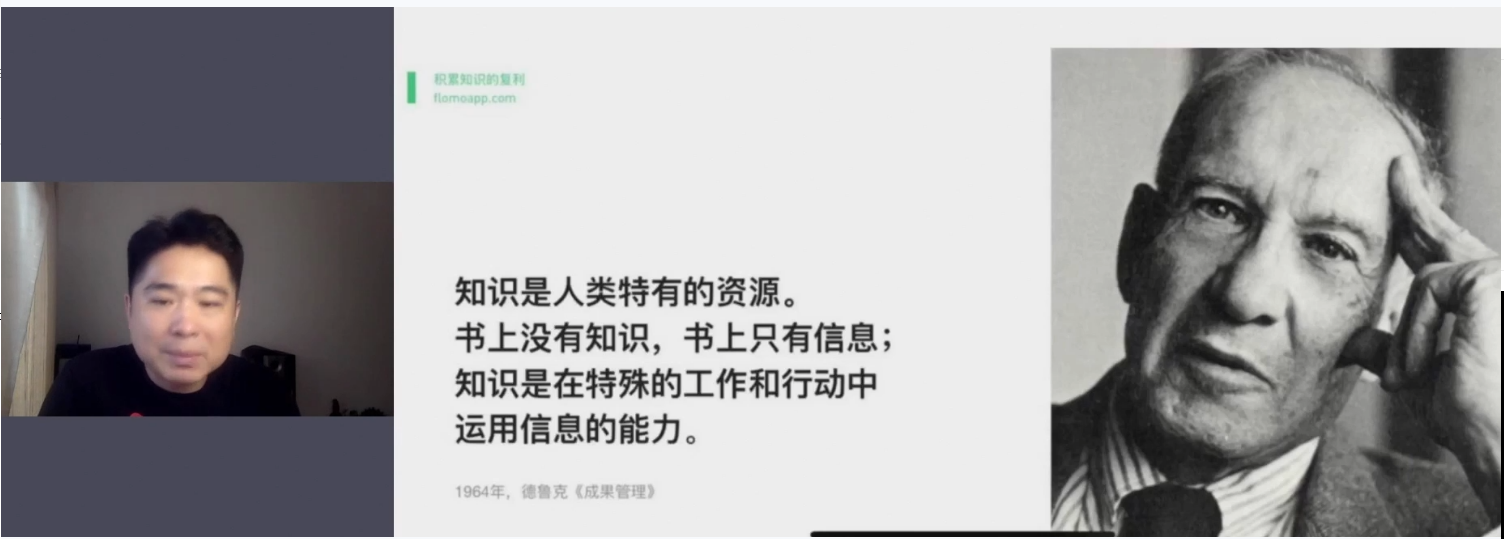 积累知识的复利
flomoapp.com
知识是人类特有的资源。
书上没有知识，书上只有信息；
知识是在特殊的工作和行动中
运用信息的能力。
1964年，德鲁克《成果管理》